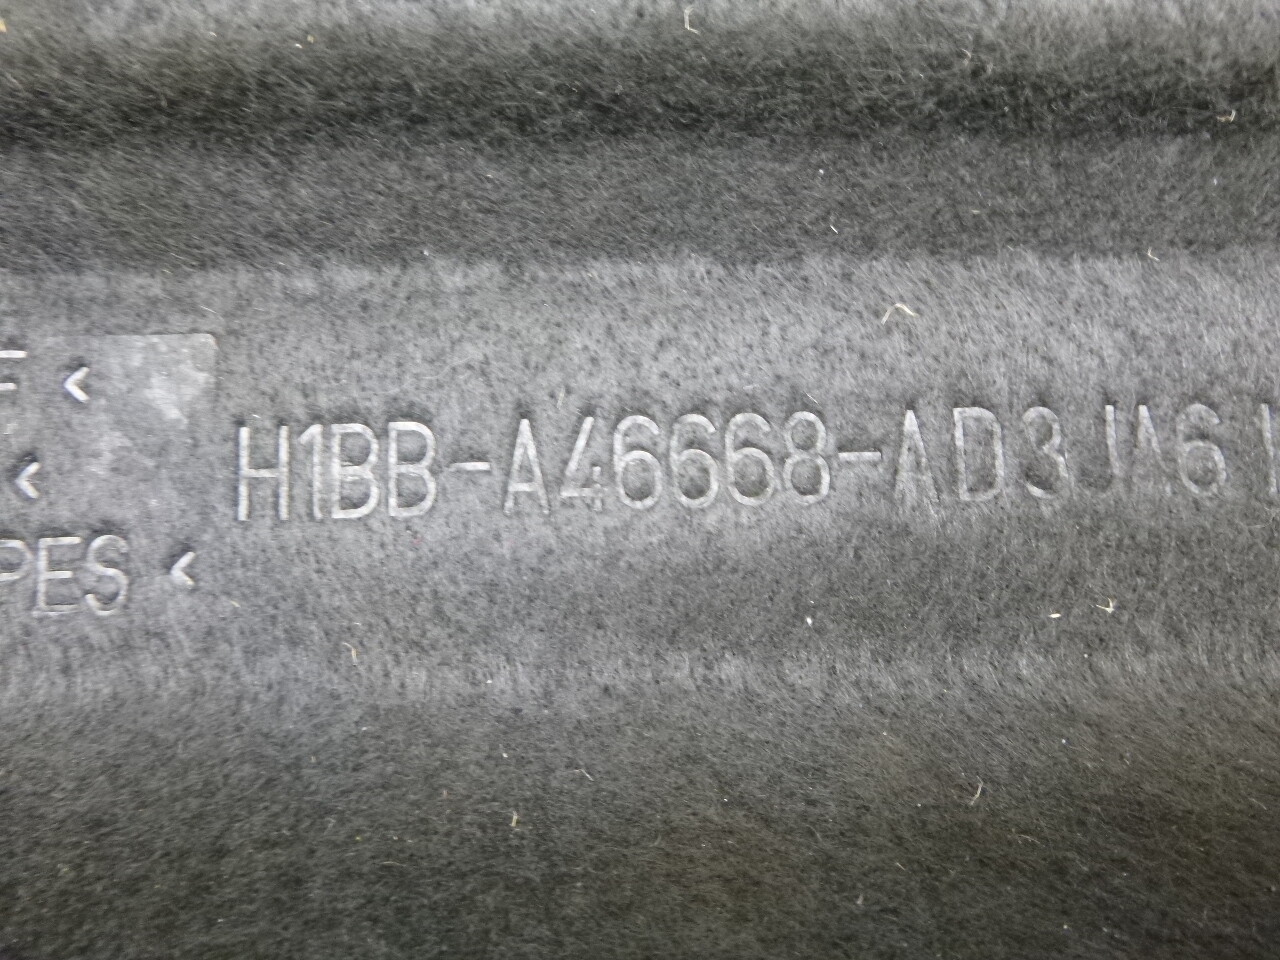 F <
H1BB-A46668-AD3JA6
<
PES <